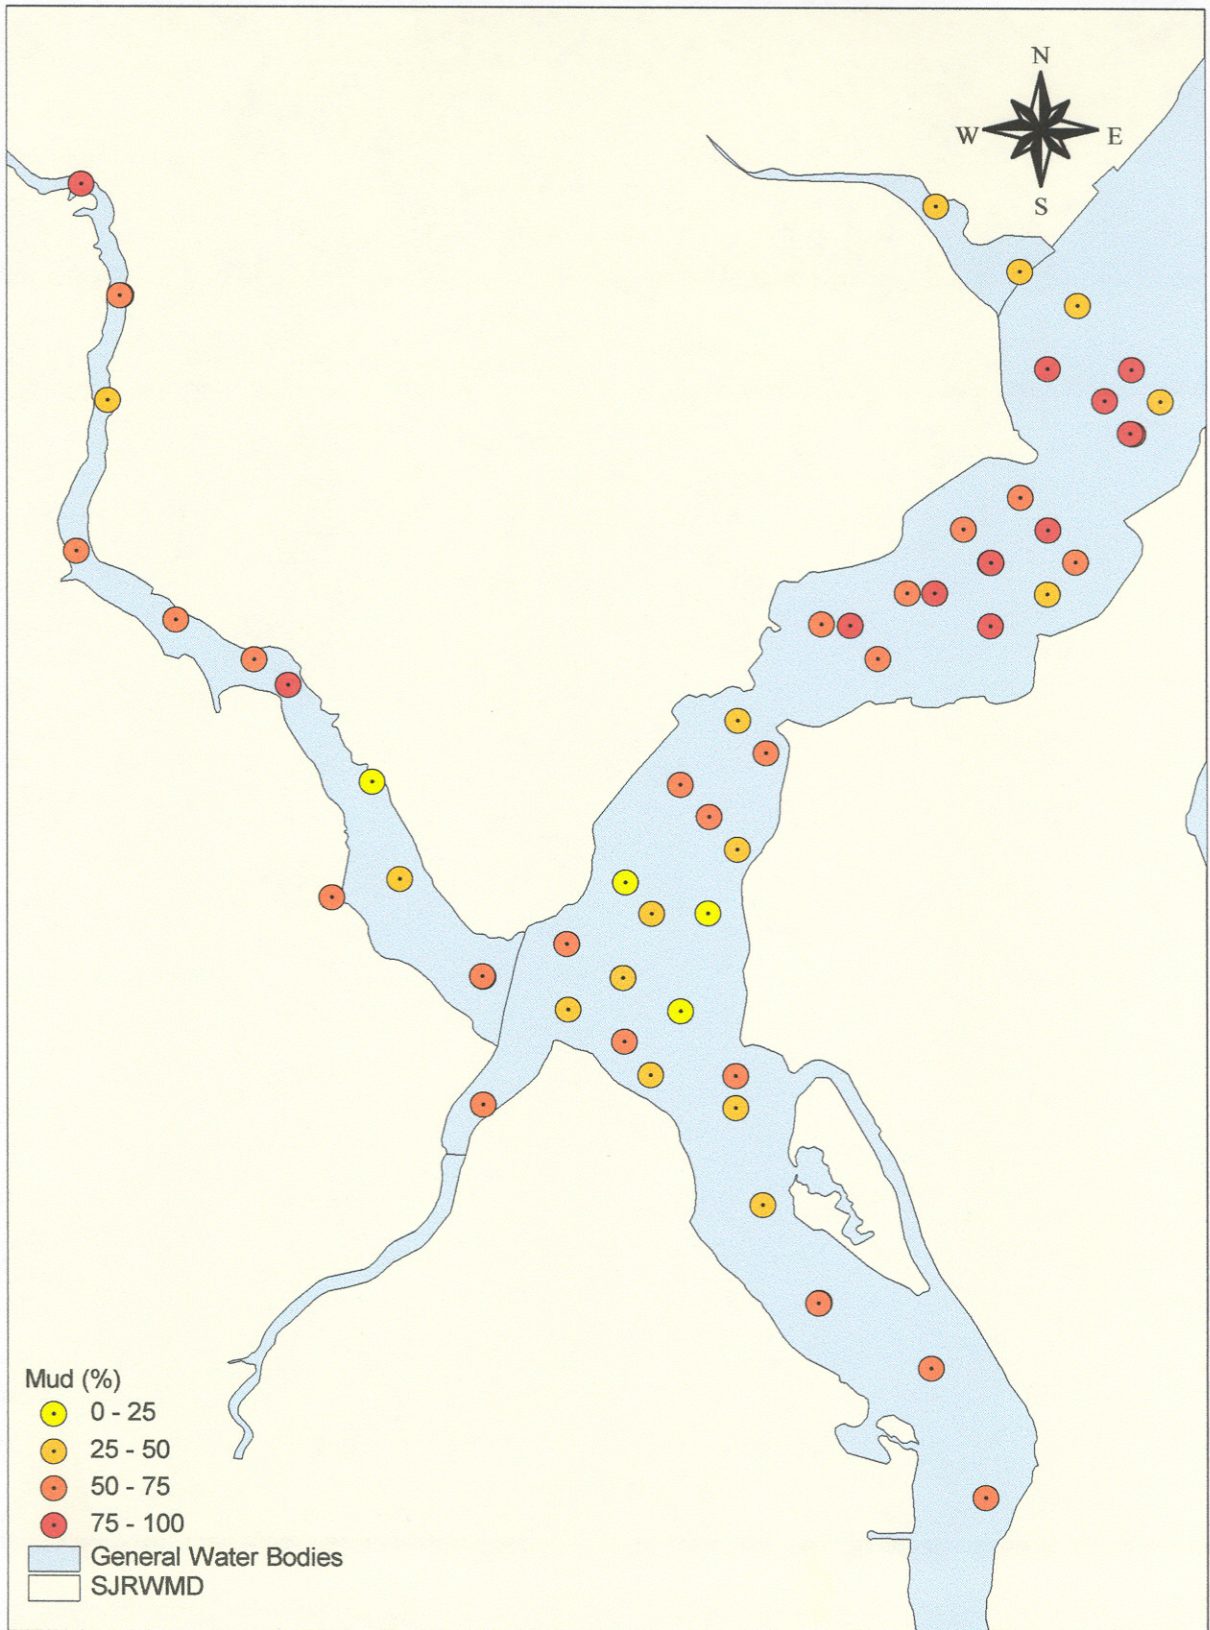 N
W E
S
Mud (%)
0 - 25
25 - 50
50 - 75
75 - 100
General Water Bodies
SJRWMD